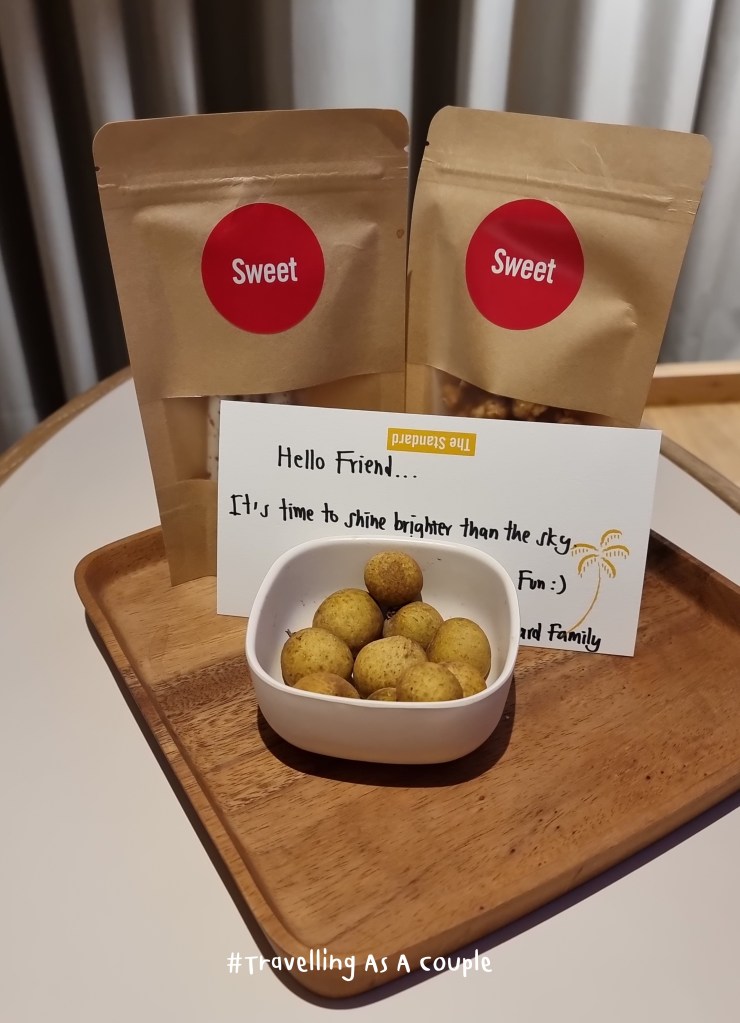 Sweet
Sweet
The Standard
Hello Friend...
It's time to shine brighter than the sky
Fun :)
Family
#Travelling As A couple